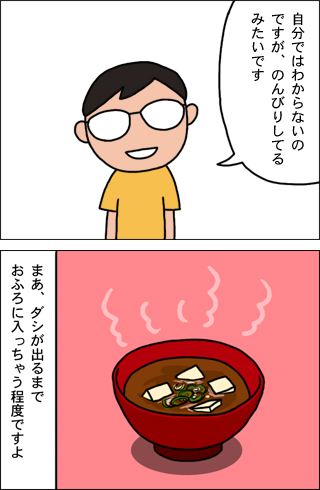 自分ではわからないの
ですが、のんびりしてる
みたいです
まあ、ダシが出るまで
おふろに入っちゃう程度ですよ